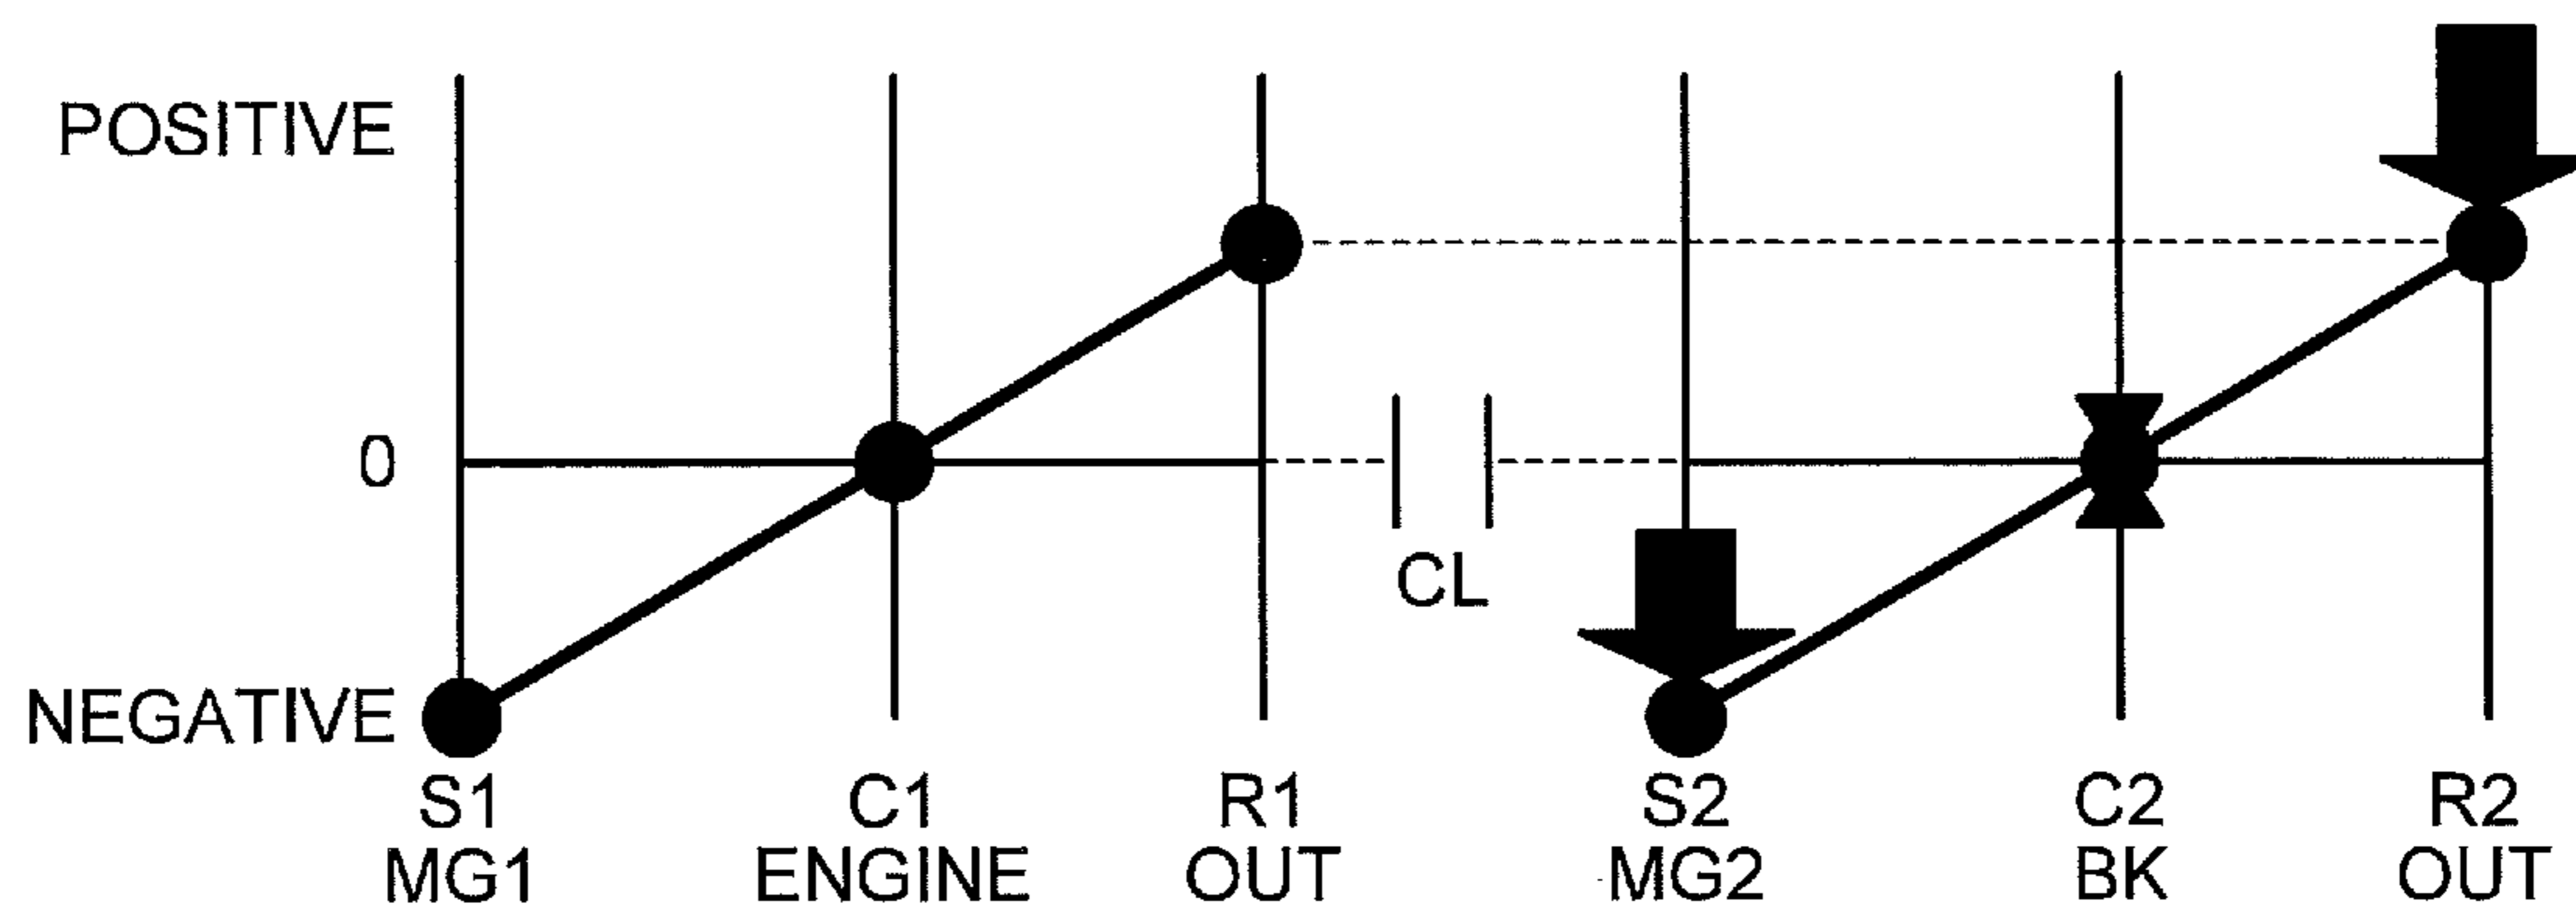 POSITIVE
0
CL
NEGATIVE
S1 C1 R1 S2 C2 R2
MG1 ENGINE OUT MG2 BK OUT